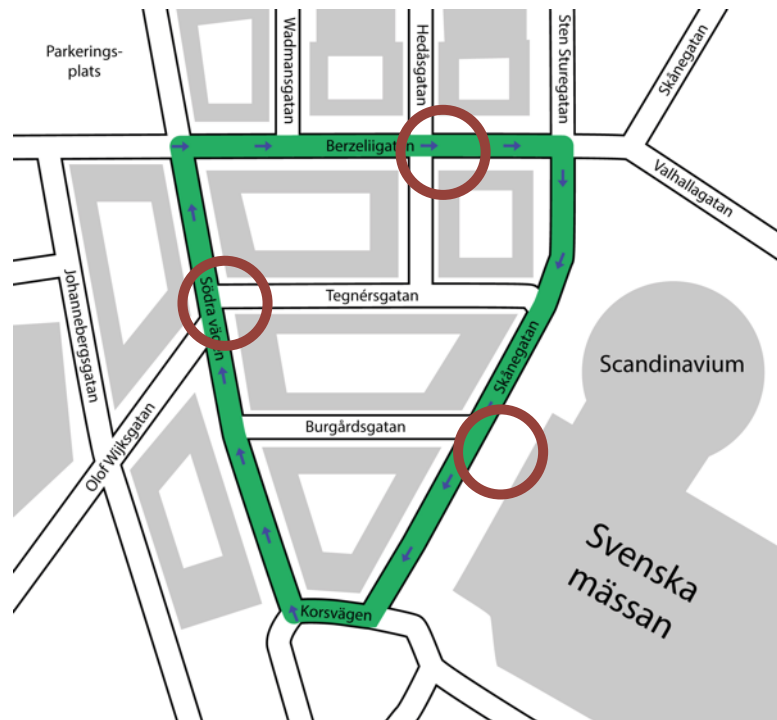 Parkerings-
plats
Wadmansgatan
Hedåsgatan
Sten Sturegatan
Skånegatan
Berzeliigatan
Valhallagatan
Johannebergsgatan
Södra vägen
Tegnérsgatan
Skånegatan
Scandinavium
Olof Wijksgatan
Burgårdsgatan
Svenska
mässan
Korsvägen